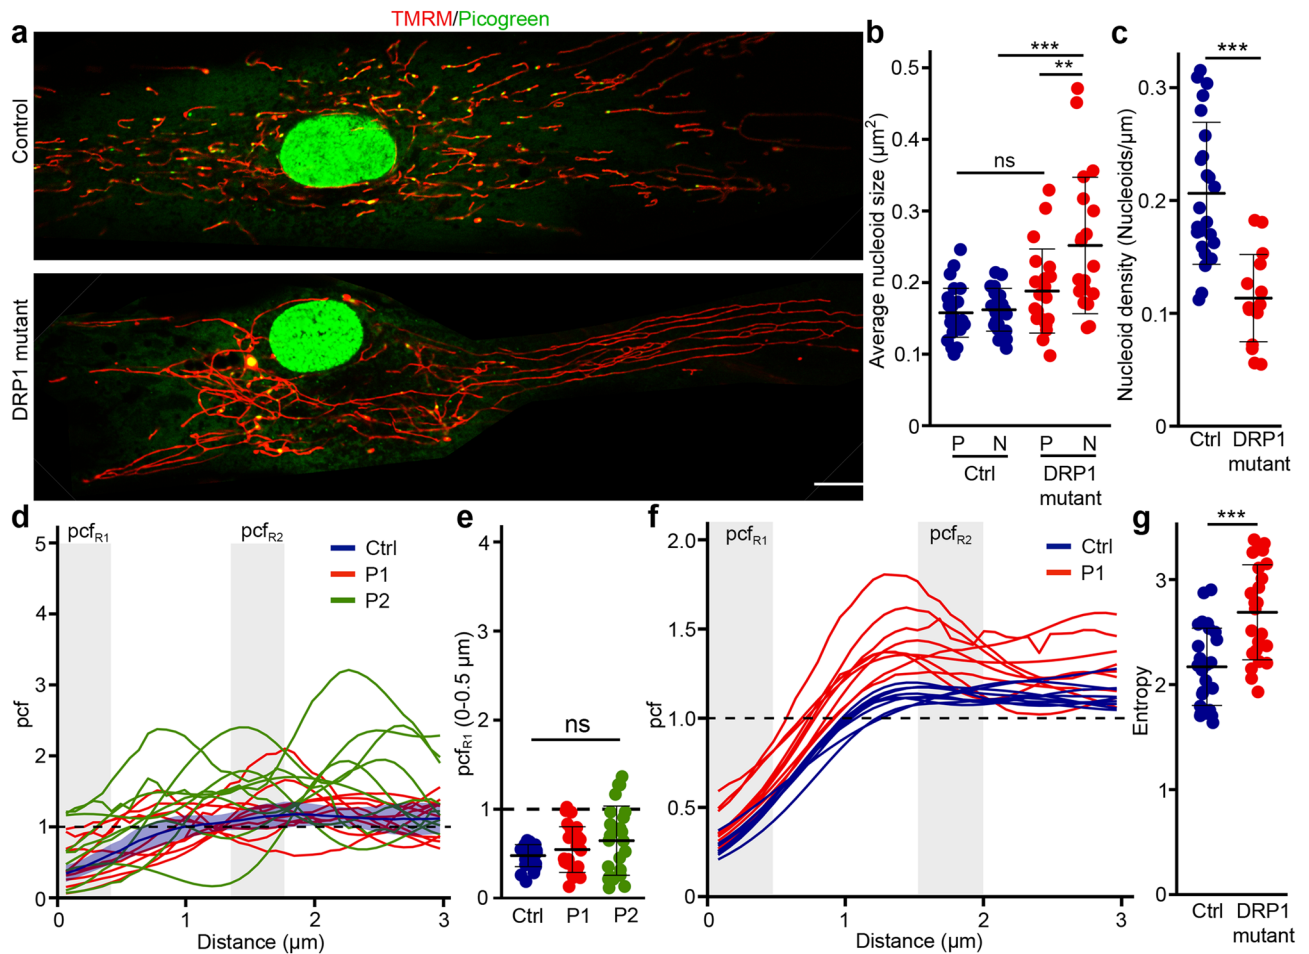 TMRM/Picogreen
a
Control
DRP1 mutant
b
***
**
ns
Average nucleoid size (µm²)
0.5
0.4
0.3
0.2
0.1
0
P N P N
Ctrl DRP1
mutant
c
***
Nucleoid density (Nucleoids/µm)
0.3
0.2
0.1
0
Ctrl DRP1
mutant
d
pcfR1 pcfR2
Ctrl
P1
P2
pcf
5
4
3
2
1
0
0 1 2 3
Distance (µm)
e
pcfR1 (0-0.5 µm)
4
3
2
1
0
ns
Ctrl P1 P2
f
pcfR1 pcfR2
Ctrl
P1
pcf
2.0
1.5
1.0
0.5
0
0 1 2 3
Distance (µm)
g
***
Entropy
3
2
1
0
Ctrl DRP1
mutant